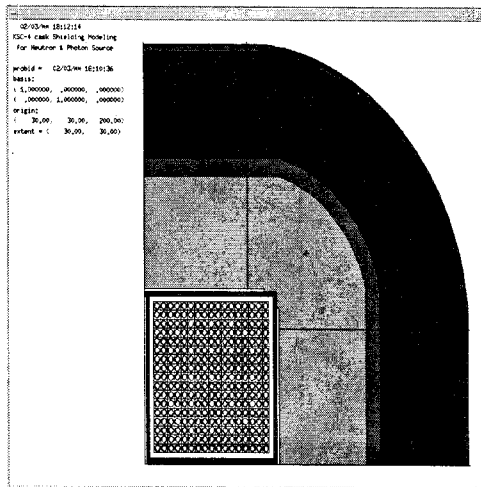 02/03/## 18:12:14
KSC-4 cask Shielding Modeling
for Neutron & Photon Source
probid = 02/03/## 16:10:36
basis:
( 1.000000, .000000, .000000)
( .000000, 1.000000, .000000)
origin:
( 30.00, 30.00, 200.00)
extent = ( 30.00, 30.00)